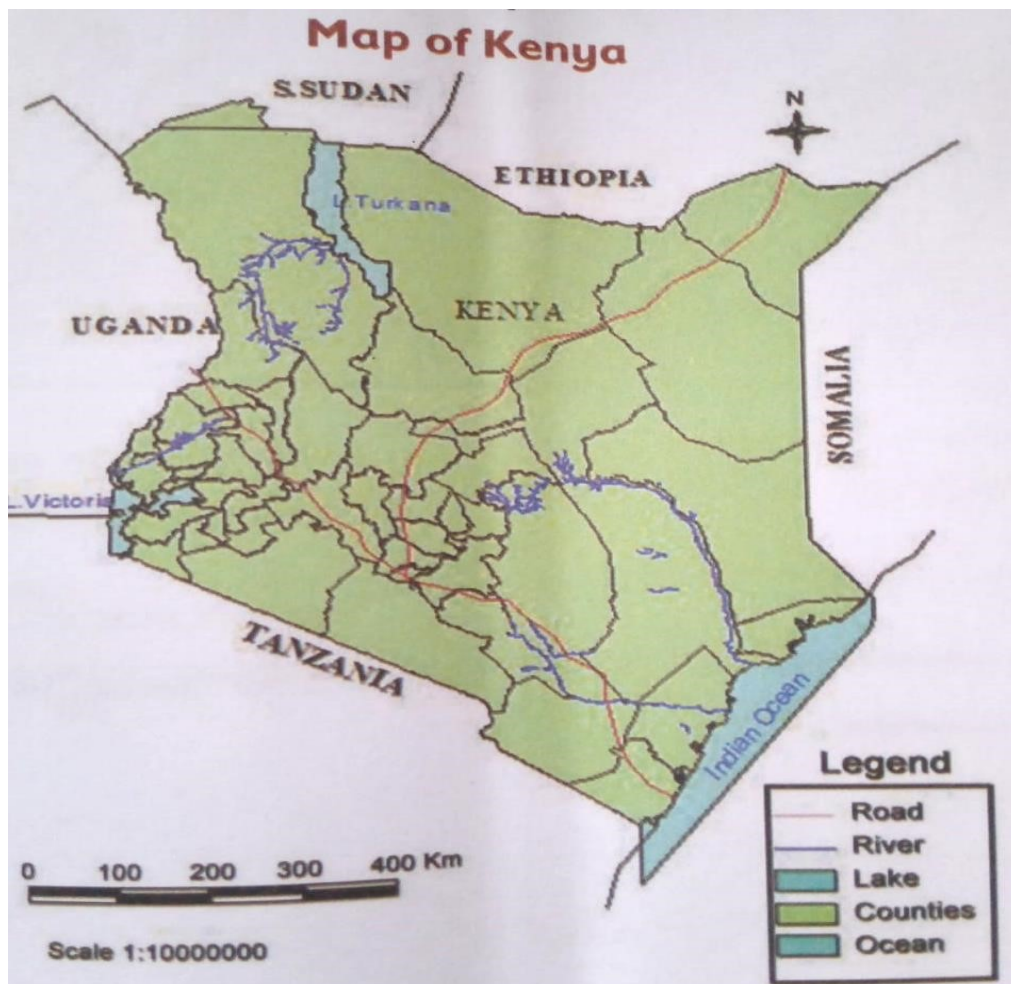 Map of Kenya
S.SUDAN
N
ETHIOPIA
L.Turkana
KENYA
UGANDA
SOMALIA
L.Victoria
TANZANIA
Indian Ocean
Legend
Road
River
Lake
Counties
Ocean
0 100 200 300 400 Km
Scale 1:10000000